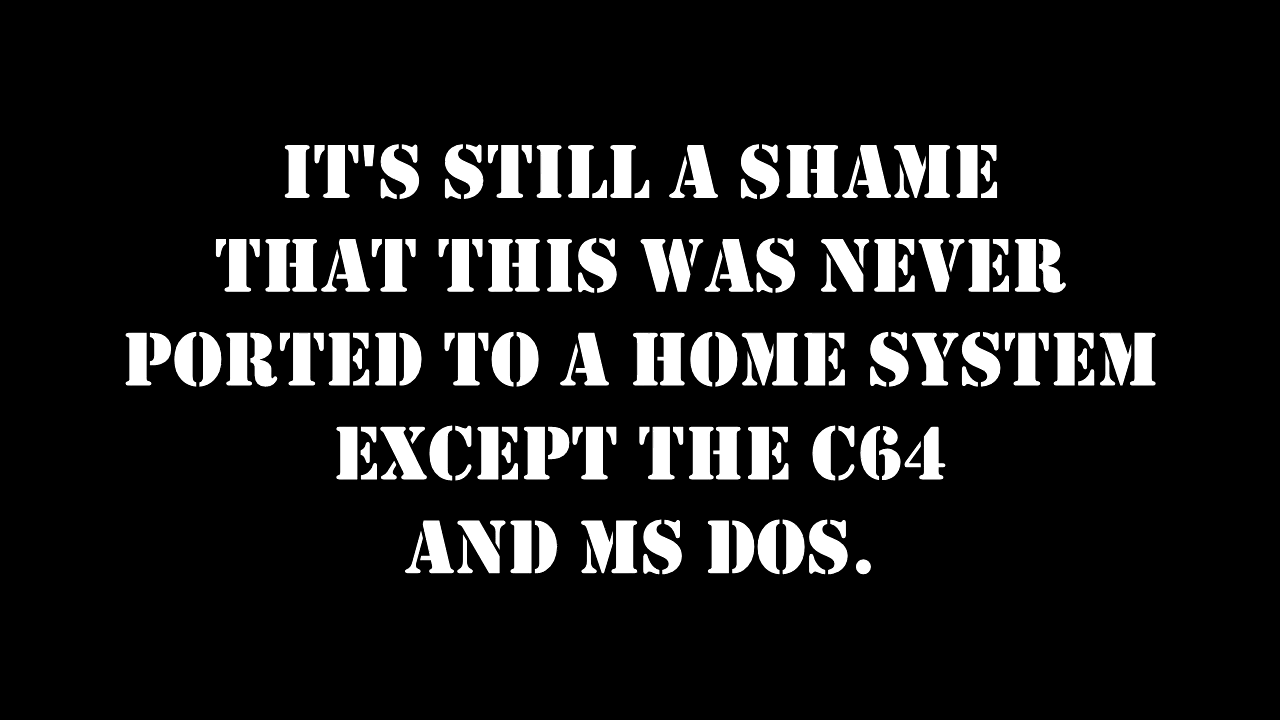 IT'S STILL A SHAME
THAT THIS WAS NEVER
PORTED TO A HOME SYSTEM
EXCEPT THE C64
AND MS DOS.